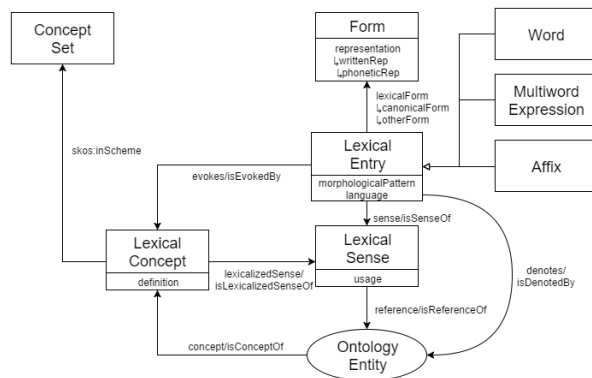 Concept
Set
Form
representation
↳writtenRep
↳phoneticRep
Word
Multiword
Expression
Affix
lexicalForm
↳canonicalForm
↳otherForm
skos:inScheme
Lexical
Entry
morphologicalPattern
language
evokes/isEvokedBy
sense/isSenseOf
Lexical
Concept
definition
lexicalizedSense/
isLexicalizedSenseOf
Lexical
Sense
usage
denotes/
isDenotedBy
reference/isReferenceOf
concept/isConceptOf
Ontology
Entity